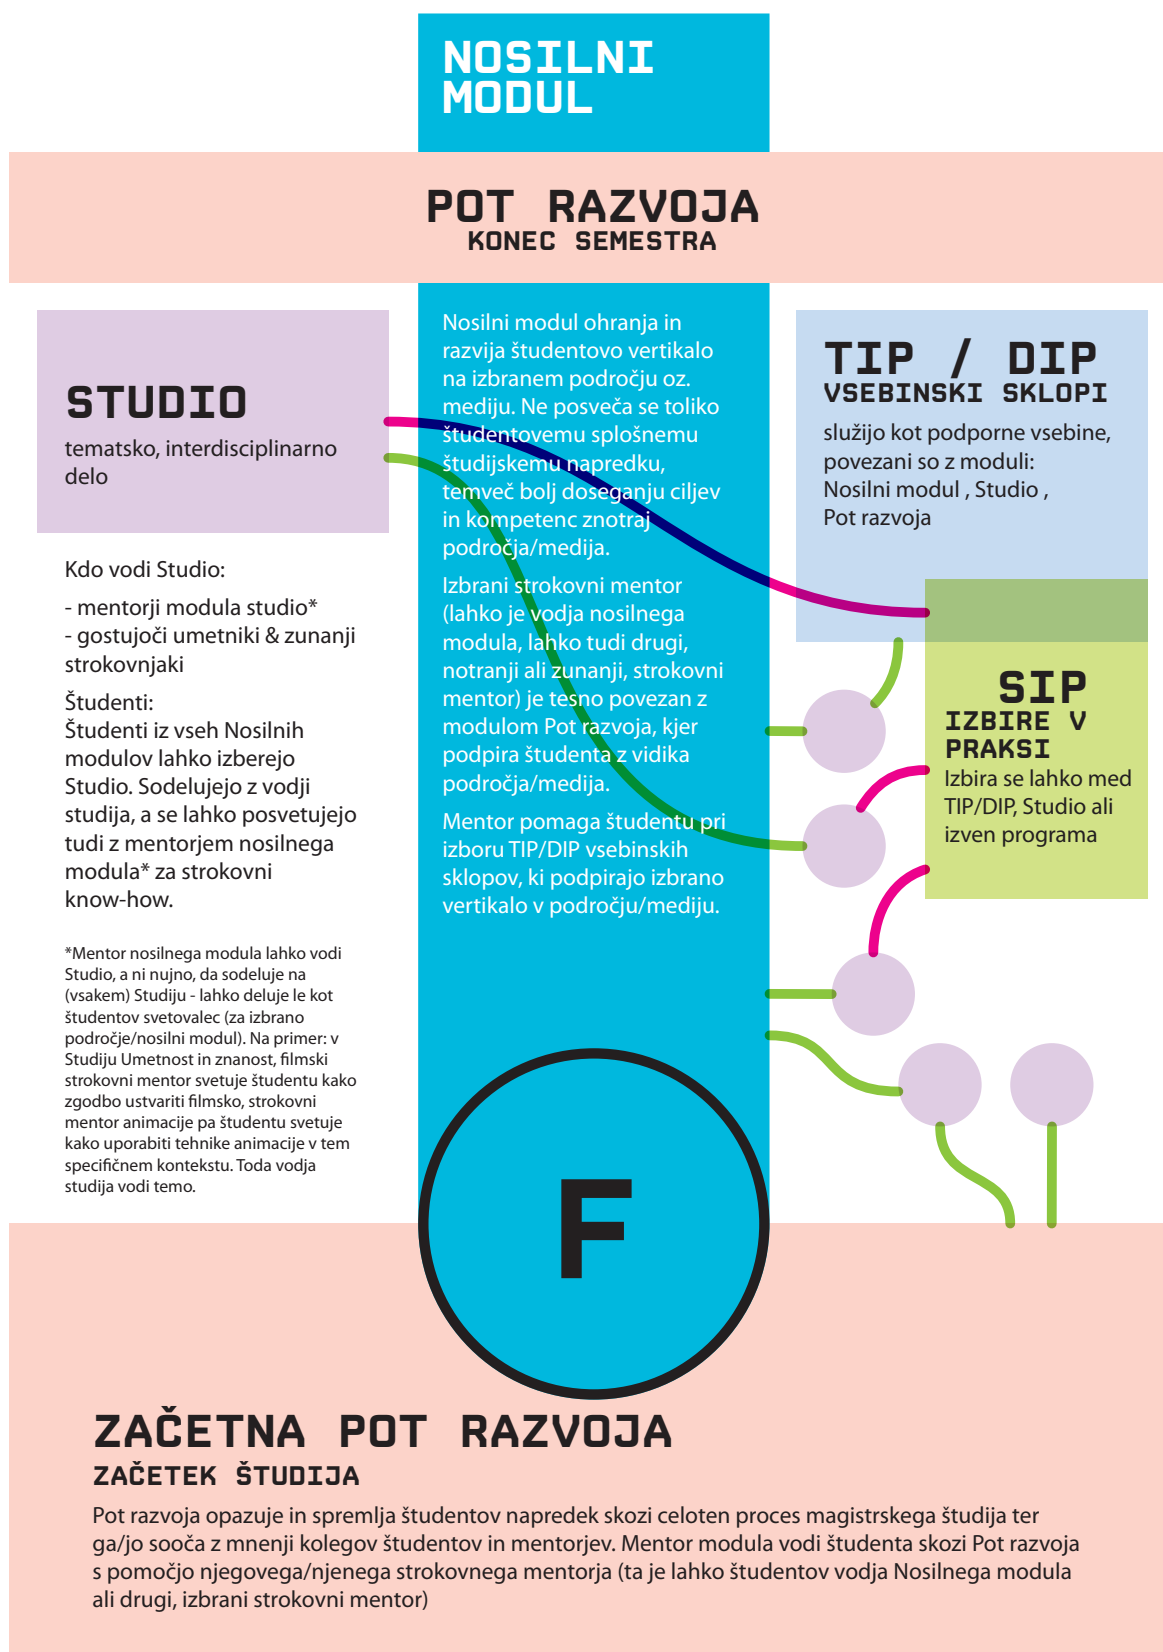 NOSILNI
MODUL
POT RAZVOJA
KONEC SEMESTRA
STUDIO
tematsko, interdisciplinarno
delo
Kdo vodi Studio:
- mentorji modula studio*
- gostujoči umetniki & zunanji
strokovnjaki
Študenti:
Študenti iz vseh Nosilnih
modulov lahko izberejo
Studio. Sodelujejo z vodji
studija, a se lahko posvetujejo
tudi z mentorjem nosilnega
modula* za strokovni
know-how.
*Mentor nosilnega modula lahko vodi
Studio, a ni nujno, da sodeluje na
(vsakem) Studiju - lahko deluje le kot
študentov svetovalec (za izbrano
področje/nosilni modul). Na primer: v
Studiju Umetnost in znanost, filmski
strokovni mentor svetuje študentu kako
zgodbo ustvariti filmsko, strokovni
mentor animacije pa študentu svetuje
kako uporabiti tehnike animacije v tem
specifičnem kontekstu. Toda vodja
studija vodi temo.
Nosilni modul ohranja in
razvija študentovo vertikalo
na izbranem področju oz.
mediju. Ne posveča se toliko
študentovemu splošnemu
študijskemu napredku,
temveč bolj doseganju ciljev
in kompetenc znotraj
področja/medija.
Izbrani strokovni mentor
(lahko je vodja nosilnega
modula, lahko tudi drugi,
notranji ali zunanji, strokovni
mentor) je tesno povezan z
modulom Pot razvoja, kjer
podpira študenta z vidika
področja/medija.
Mentor pomaga študentu pri
izboru TIP/DIP vsebinskih
sklopov, ki podpirajo izbrano
vertikalo v področju/mediju.
TIP / DIP
VSEBINSKI SKLOPI
služijo kot podporne vsebine,
povezani so z moduli:
Nosilni modul , Studio ,
Pot razvoja
SIP
IZBIRE V
PRAKSI
Izbira se lahko med
TIP/DIP, Studio ali
izven programa
F
ZAČETNA POT RAZVOJA
ZAČETEK ŠTUDIJA
Pot razvoja opazuje in spremlja študentov napredek skozi celoten proces magistrskega študija ter
ga/jo sooča z mnenji kolegov študentov in mentorjev. Mentor modula vodi študenta skozi Pot razvoja
s pomočjo njegovega/njenega strokovnega mentorja (ta je lahko študentov vodja Nosilnega modula
ali drugi, izbrani strokovni mentor)